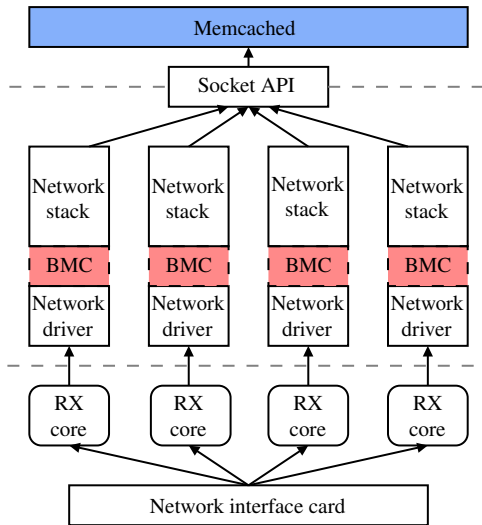 Memcached
Socket API
Network
stack
Network
stack
Network
stack
Network
stack
BMC
BMC
BMC
BMC
Network
driver
Network
driver
Network
driver
Network
driver
RX
core
RX
core
RX
core
RX
core
Network interface card